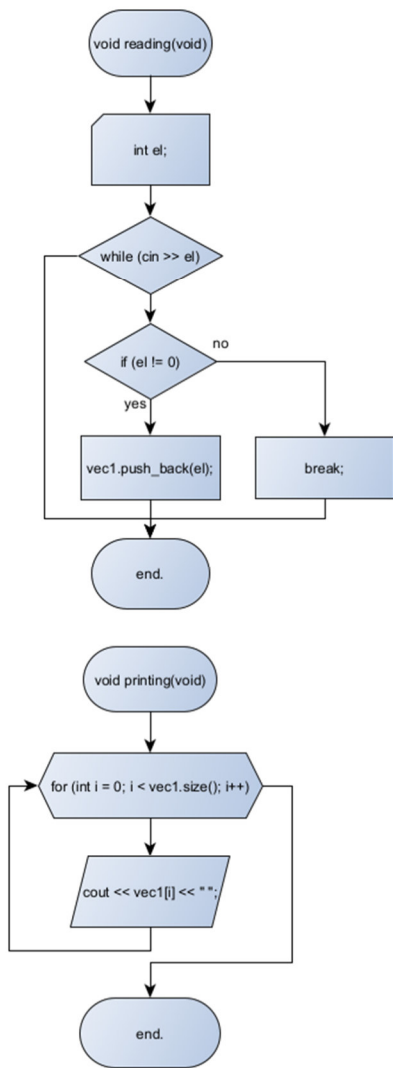 void reading(void)
int el;
while (cin >> el)
if (el != 0)
no
yes
vec1.push_back(el);
break;
end.
void printing(void)
for (int i = 0; i < vec1.size(); i++)
cout << vec1[i] << " ";
end.